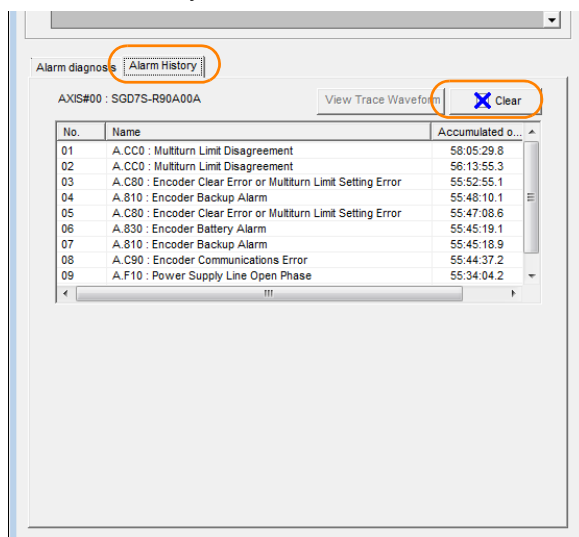 Alarm diagnosis Alarm History
AXIS#00 : SGD7S-R90A00A View Trace Waveform Clear
No. Name Accumulated o...
01 A.CC0 : Multiturn Limit Disagreement 58:05:29.8
02 A.CC0 : Multiturn Limit Disagreement 56:13:55.3
03 A.C80 : Encoder Clear Error or Multiturn Limit Setting Error 55:52:55.1
04 A.810 : Encoder Backup Alarm 55:48:10.1
05 A.C80 : Encoder Clear Error or Multiturn Limit Setting Error 55:47:08.6
06 A.830 : Encoder Battery Alarm 55:45:19.1
07 A.810 : Encoder Backup Alarm 55:45:18.9
08 A.C90 : Encoder Communications Error 55:44:37.2
09 A.F10 : Power Supply Line Open Phase 55:34:04.2